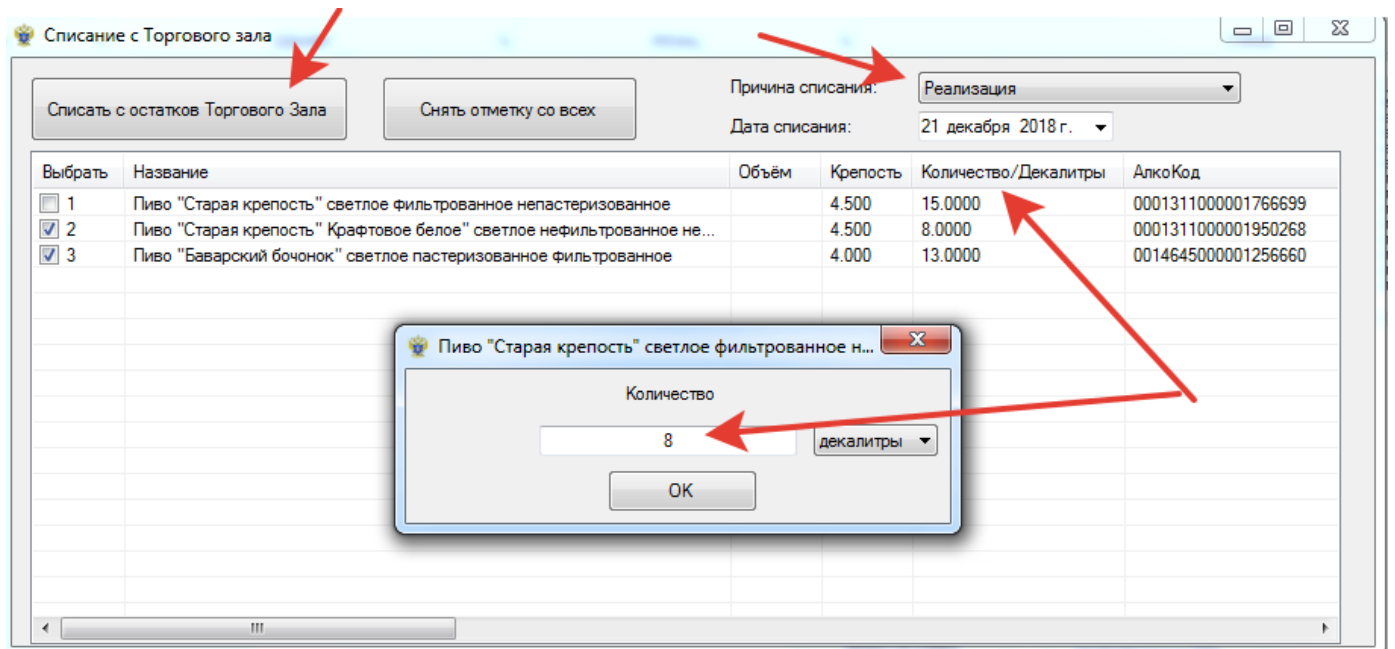 Списание с Торгового зала
Списать с остатков Торгового Зала
Снять отметку со всех
Причина списания:
Реализация
Дата списания:
21 декабря 2018 г.
Выбрать Название Объём Крепость Количество/Декалитры АлкоКод
1 Пиво "Старая крепость" светлое фильтрованное непастеризованное 4.500 15.0000 0001311000001766699
2 Пиво "Старая крепость" Крафтовое белое" светлое нефильтрованное не... 4.500 8.0000 0001311000001950268
3 Пиво "Баварский бочонок" светлое пастеризованное фильтрованное 4.000 13.0000 0014645000001256660
Пиво "Старая крепость" светлое фильтрованное н...
Количество
8 декалитры
OK